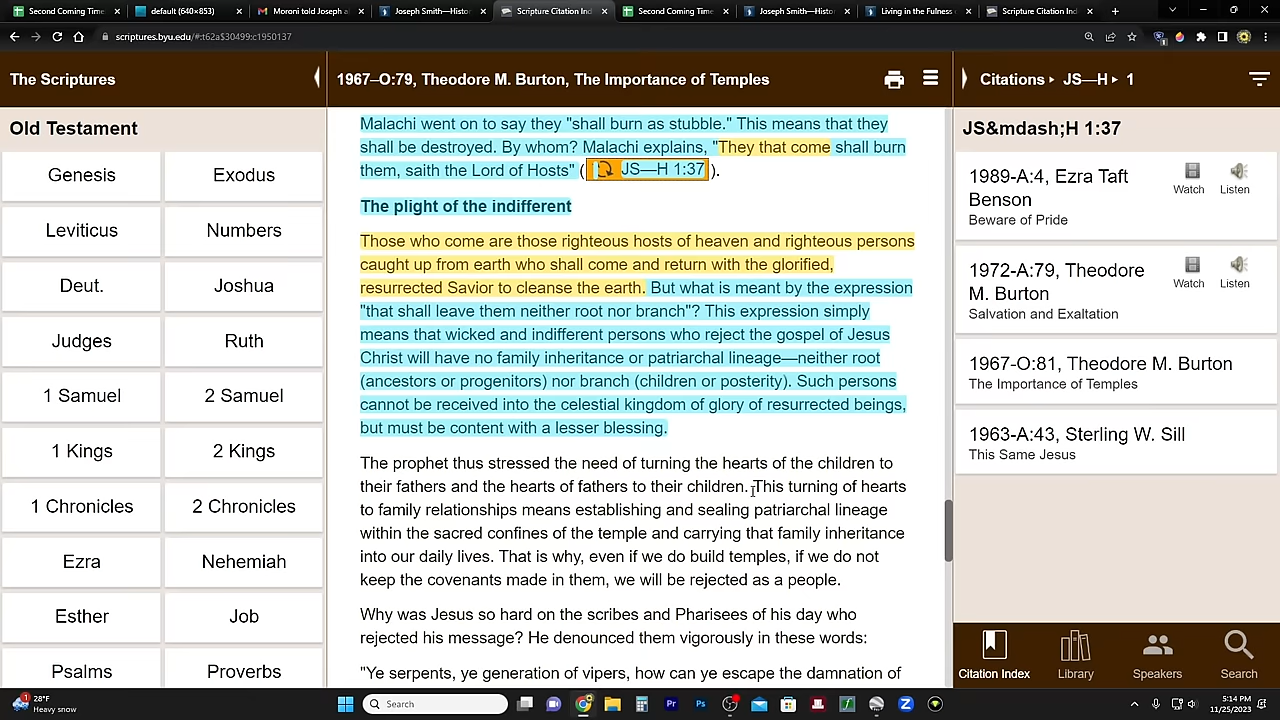 Second Coming Time
default (640×853)
Moroni told Joseph a
Joseph Smith—Histo
Scripture Citation Ind
Second Coming Time
Joseph Smith—Histo
Living in the Fulness
Scripture Citation Ind
scriptures.byu.edu/#:t62a$30499:c1950137
The Scriptures
Old Testament
Genesis Exodus
Leviticus Numbers
Deut. Joshua
Judges Ruth
1 Samuel 2 Samuel
1 Kings 2 Kings
1 Chronicles 2 Chronicles
Ezra Nehemiah
Esther Job
Psalms Proverbs
1967–O:79, Theodore M. Burton, The Importance of Temples
Malachi went on to say they "shall burn as stubble." This means that they
shall be destroyed. By whom? Malachi explains, "They that come shall burn
them, saith the Lord of Hosts" ( JS—H 1:37 ).
The plight of the indifferent
Those who come are those righteous hosts of heaven and righteous persons
caught up from earth who shall come and return with the glorified,
resurrected Savior to cleanse the earth. But what is meant by the expression
"that shall leave them neither root nor branch"? This expression simply
means that wicked and indifferent persons who reject the gospel of Jesus
Christ will have no family inheritance or patriarchal lineage—neither root
(ancestors or progenitors) nor branch (children or posterity). Such persons
cannot be received into the celestial kingdom of glory of resurrected beings,
but must be content with a lesser blessing.
The prophet thus stressed the need of turning the hearts of the children to
their fathers and the hearts of fathers to their children. This turning of hearts
to family relationships means establishing and sealing patriarchal lineage
within the sacred confines of the temple and carrying that family inheritance
into our daily lives. That is why, even if we do build temples, if we do not
keep the covenants made in them, we will be rejected as a people.
Why was Jesus so hard on the scribes and Pharisees of his day who
rejected his message? He denounced them vigorously in these words:
"Ye serpents, ye generation of vipers, how can ye escape the damnation of
Citations JS—H 1
JS&mdash;H 1:37
1989-A:4, Ezra Taft
Benson
Beware of Pride
Watch Listen
1972-A:79, Theodore
M. Burton
Salvation and Exaltation
Watch Listen
1967-O:81, Theodore M. Burton
The Importance of Temples
1963-A:43, Sterling W. Sill
This Same Jesus
Citation Index Library Speakers Search
28°F
Heavy snow
Search
5:14 PM
11/25/2023